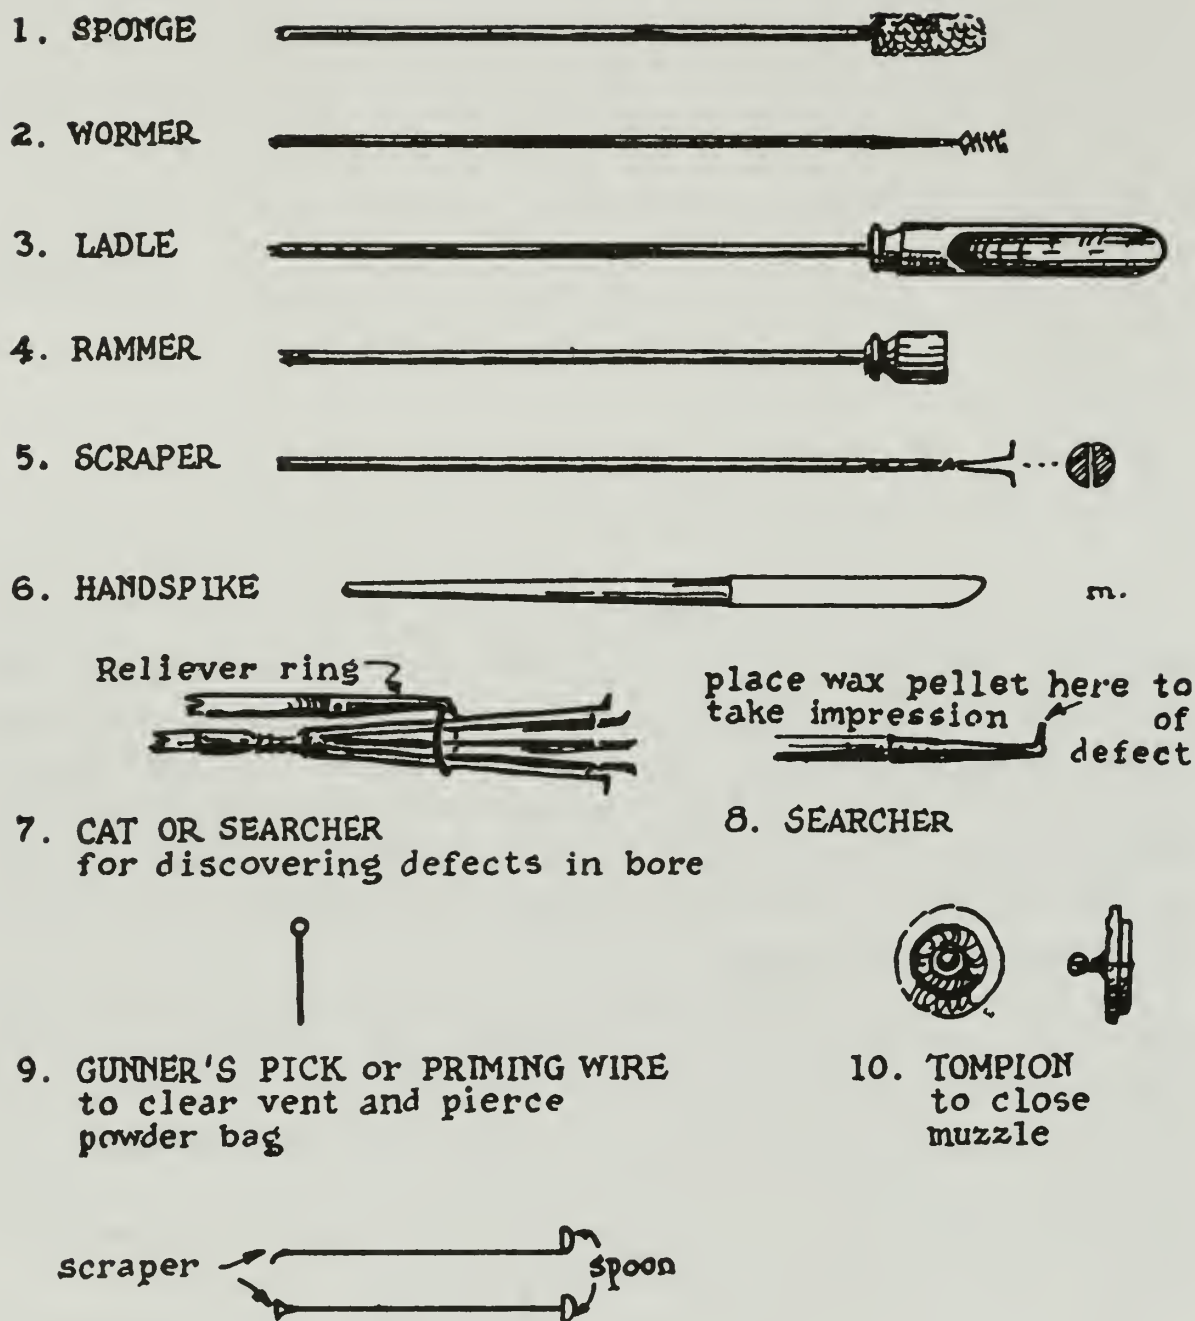 1. SPONGE
2. WORMER
3. LADLE
4. RAMMER
5. SCRAPER
6. HANDSPIKE
m.
Reliever ring
place wax pellet here to
take impression of
defect
7. CAT OR SEARCHER
for discovering defects in bore
8. SEARCHER
9. GUNNER'S PICK or PRIMING WIRE
to clear vent and pierce
powder bag
10. TOMPION
to close
muzzle
scraper
spoon